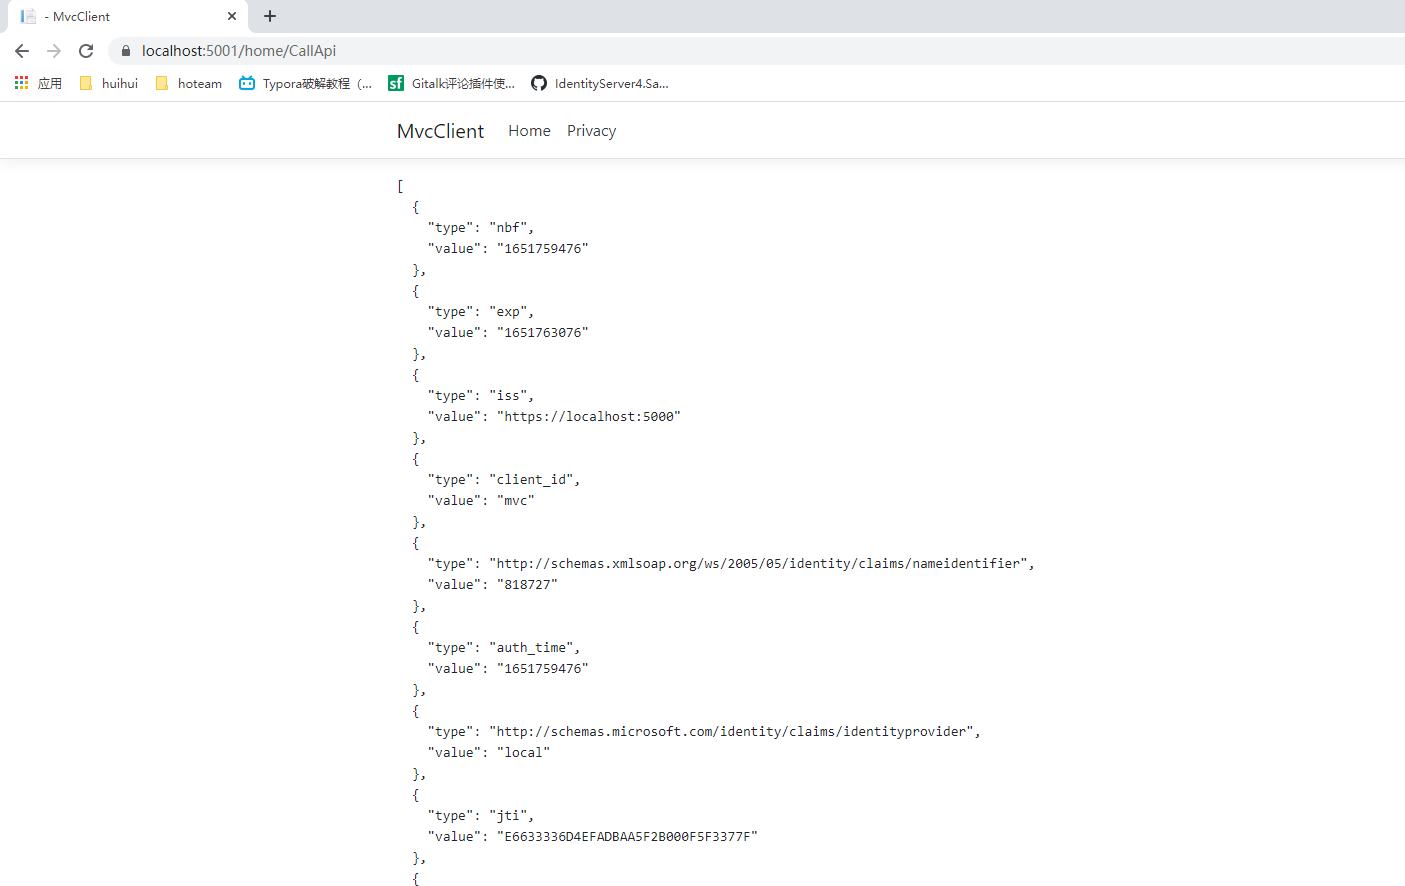 - MvcClient
localhost:5001/home/CallApi
应用 huihui hoteam Typora破解教程（... Gitalk评论插件使... IdentityServer4.Sa...
MvcClient Home Privacy
[
{
"type": "nbf",
"value": "1651759476"
},
{
"type": "exp",
"value": "1651763076"
},
{
"type": "iss",
"value": "https://localhost:5000"
},
{
"type": "client_id",
"value": "mvc"
},
{
"type": "http://schemas.xmlsoap.org/ws/2005/05/identity/claims/nameidentifier",
"value": "818727"
},
{
"type": "auth_time",
"value": "1651759476"
},
{
"type": "http://schemas.microsoft.com/identity/claims/identityprovider",
"value": "local"
},
{
"type": "jti",
"value": "E6633336D4EFADBAA5F2B000F5F3377F"
},
{